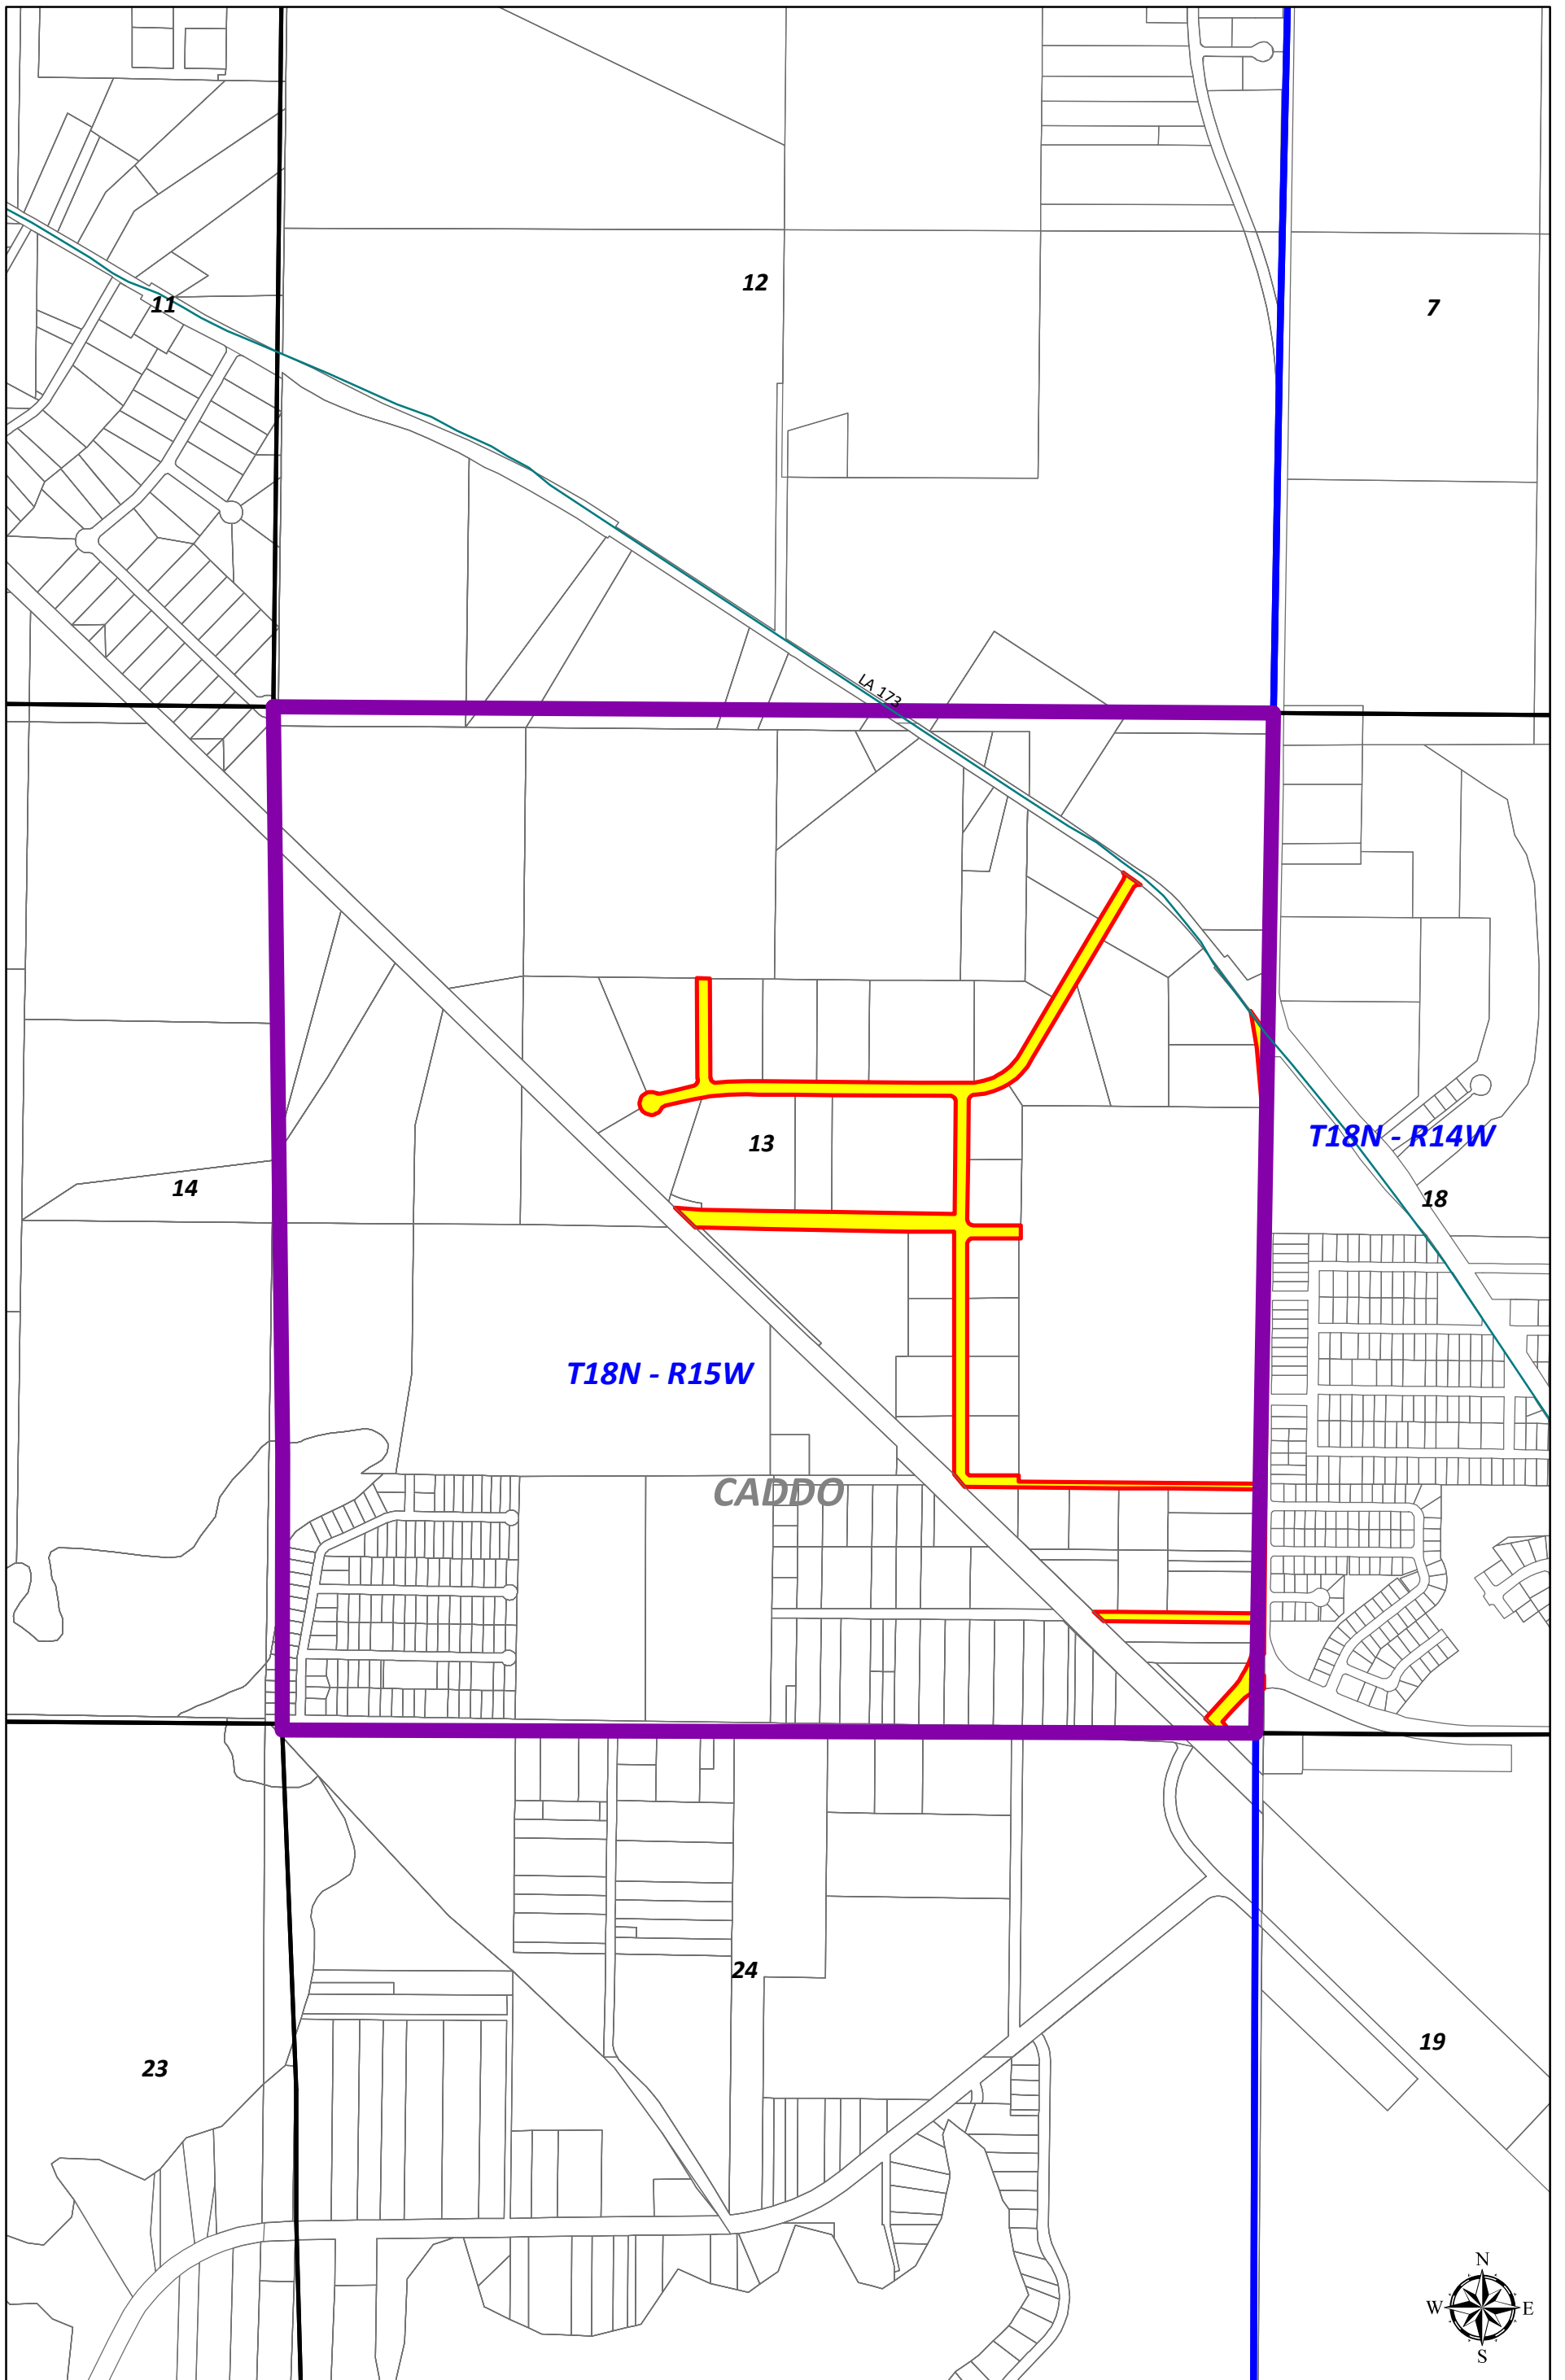 12
11
7
LA 173
13
T18N - R14W
14
18
T18N - R15W
CADDO
24
19
23
N
W E
S